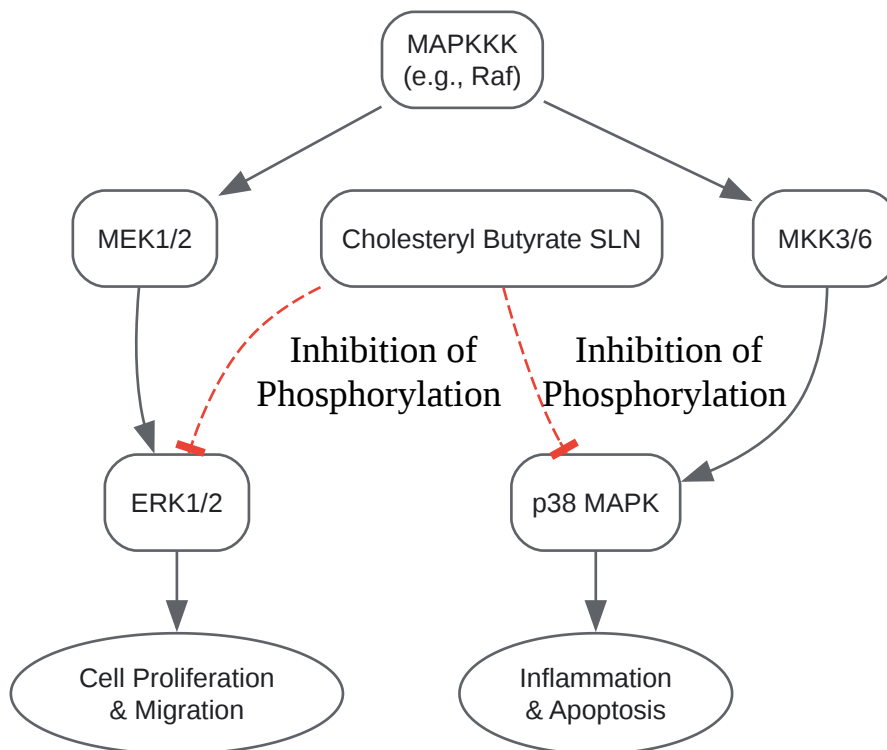 MAPKKK
(e.g., Raf)
MEK1/2
Cholesteryl Butyrate SLN
MKK3/6
Inhibition of
Phosphorylation
Inhibition of
Phosphorylation
ERK1/2
p38 MAPK
Cell Proliferation
& Migration
Inflammation
& Apoptosis